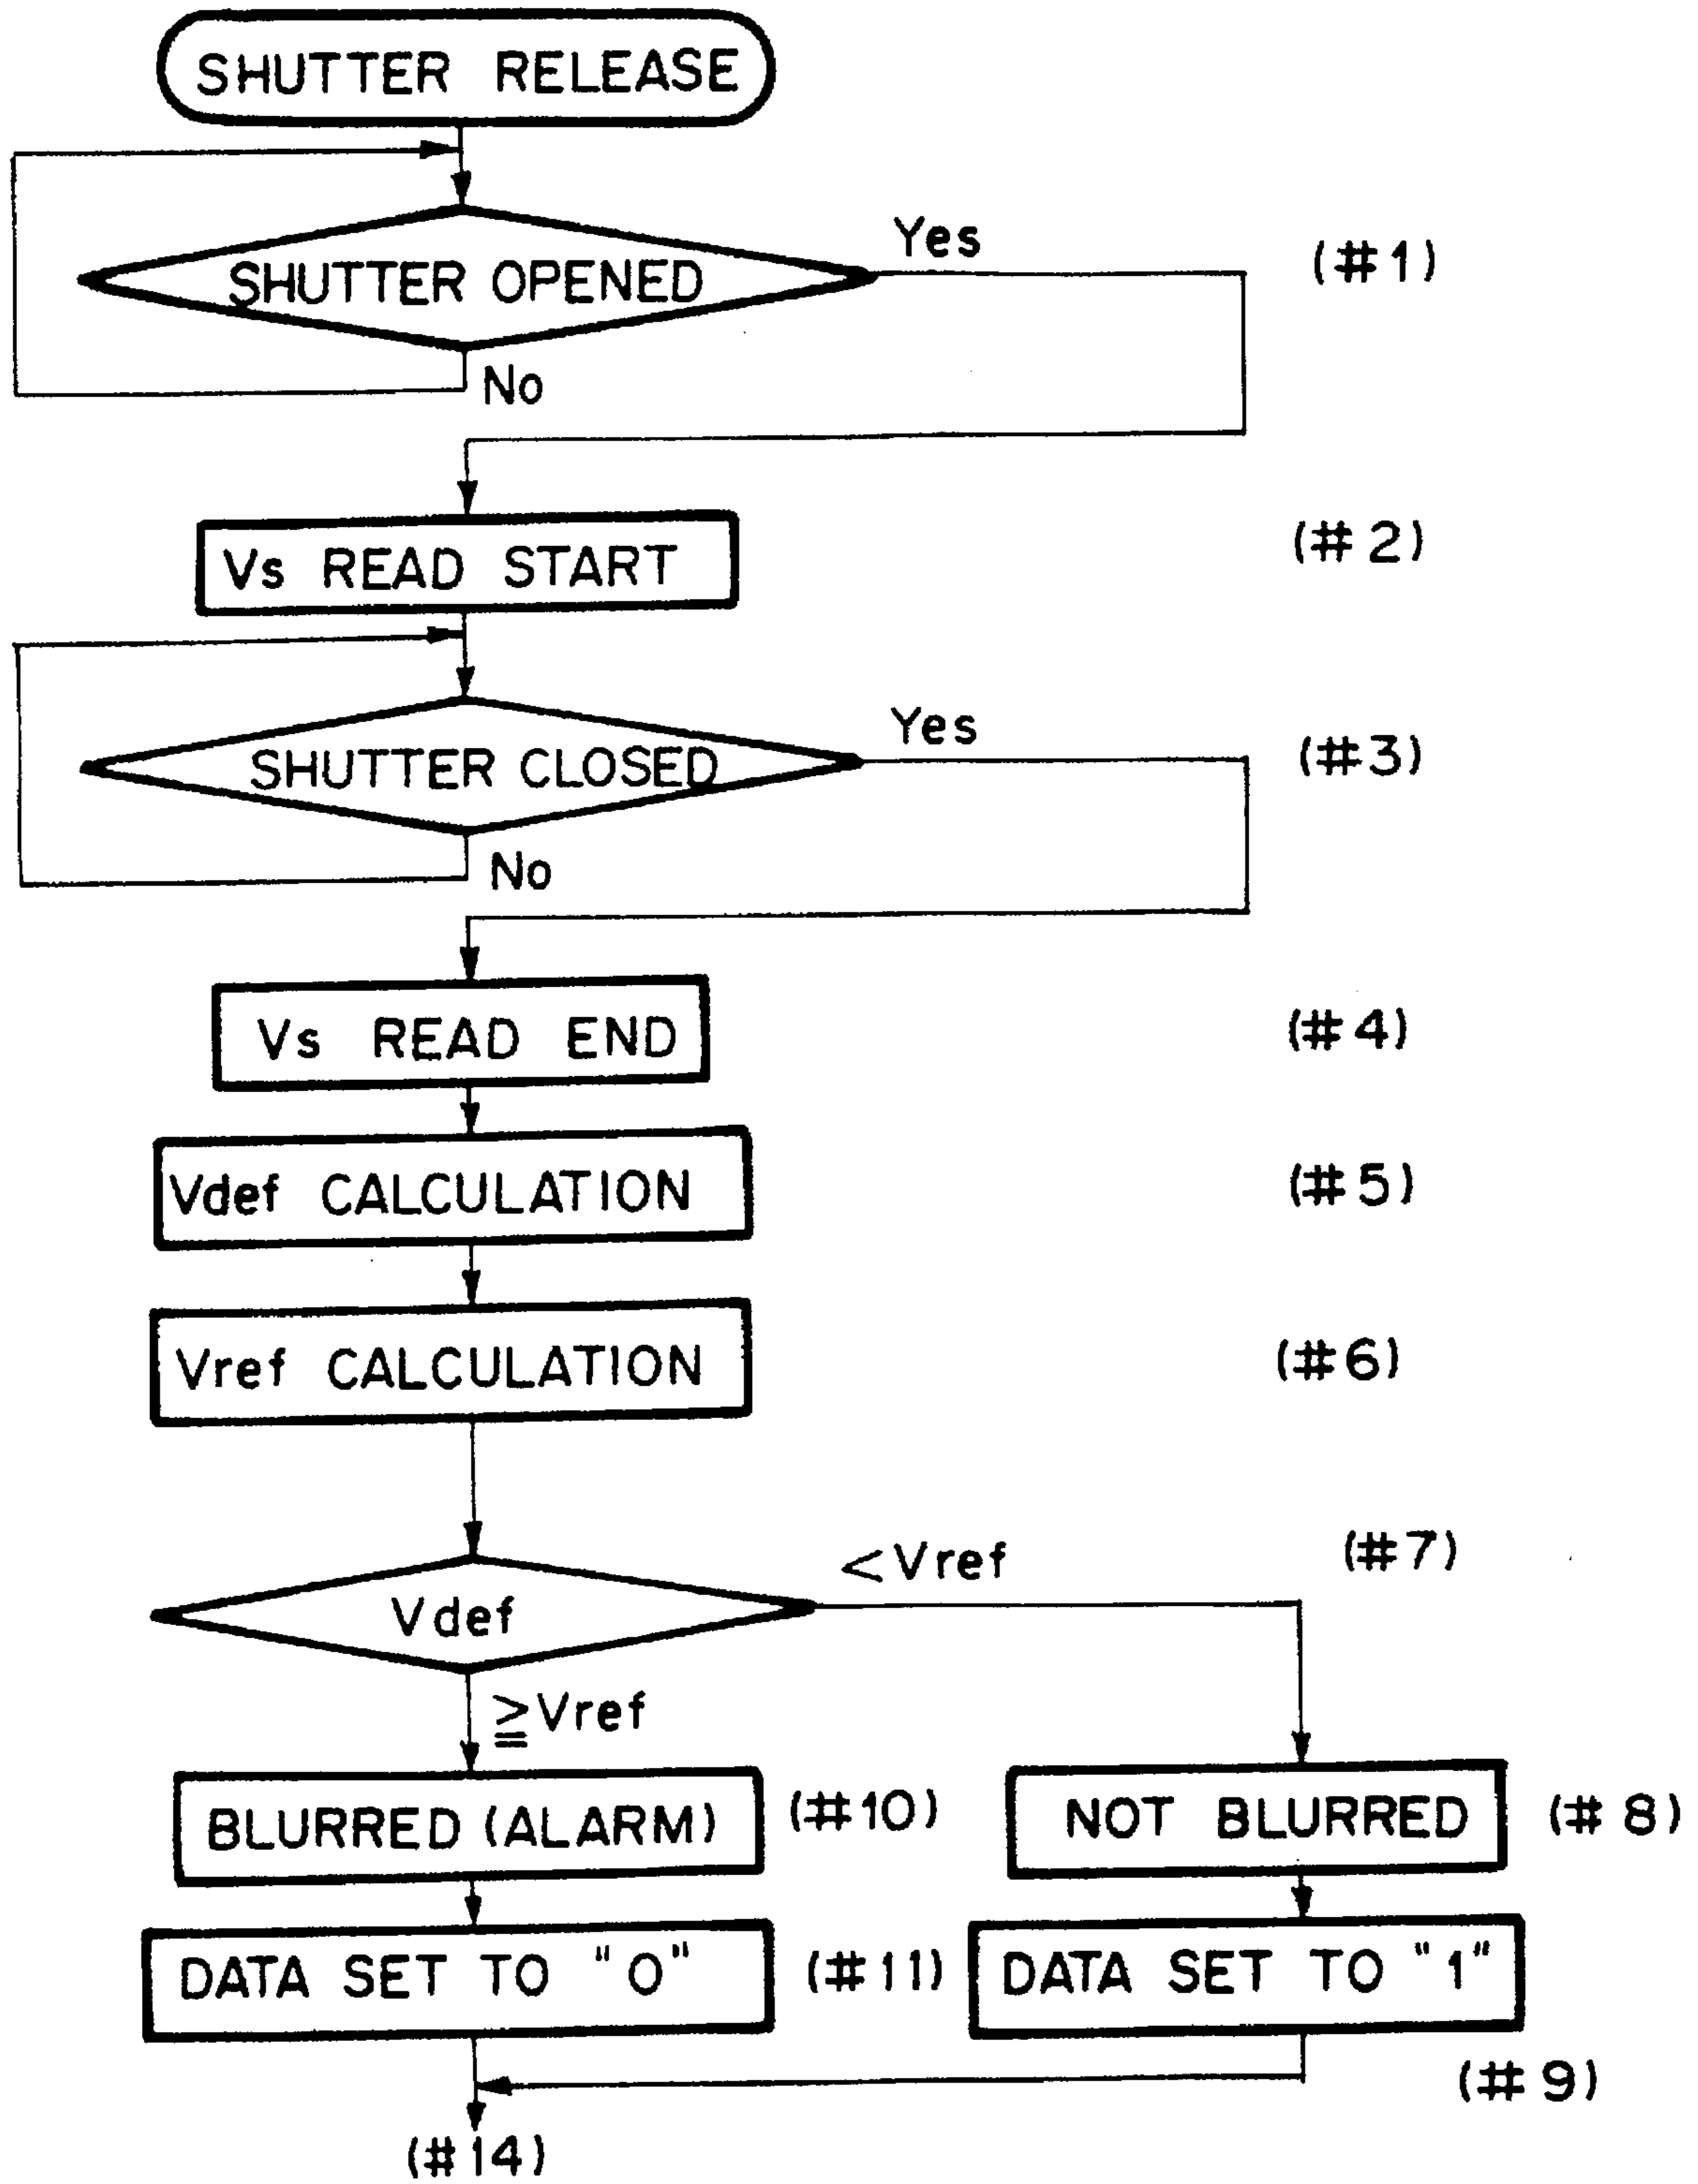 SHUTTER RELEASE
Yes
(#1)
SHUTTER OPENED
No
(#2)
Vs READ START
Yes
(#3)
SHUTTER CLOSED
No
(#4)
Vs READ END
(#5)
Vdef CALCULATION
(#6)
Vref CALCULATION
<Vref
(#7)
Vdef
≧Vref
BLURRED (ALARM)
(#10)
NOT BLURRED
(#8)
DATA SET TO "0"
(#11)
DATA SET TO "1"
(#9)
(#14)